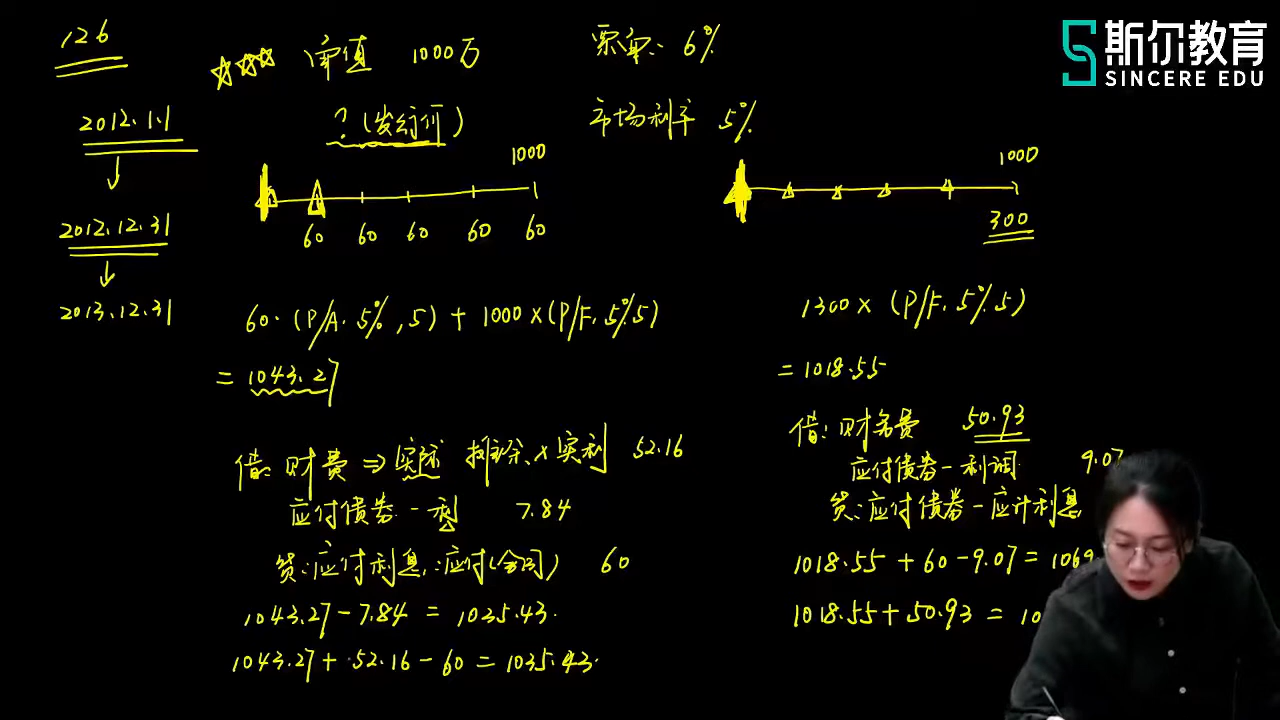 126
☆☆☆ 面值 1000万
票率: 6%
斯尔教育
SINCERE EDU
2012.1.1
? (发行价)
市场利率 5%
1000
1000
2012.12.31
60 60 60 60 60
300
2013.12.31
60·(P/A.5%,5) + 1000×(P/F.5%5)
1300×(P/F.5%5)
= 1043.27
= 1018.55
借: 财费 ⇒ 实际 摊余×实利 52.16
借: 财务费 50.93
应付债券-利 7.84
应付债券-利调 9.07
贷: 应付利息: 应付(合同) 60
贷: 应付债券-应计利息
1043.27-7.84 = 1035.43.
1018.55+60-9.07=1069
1043.27+52.16-60=1035.43.
1018.55+50.93 = 10